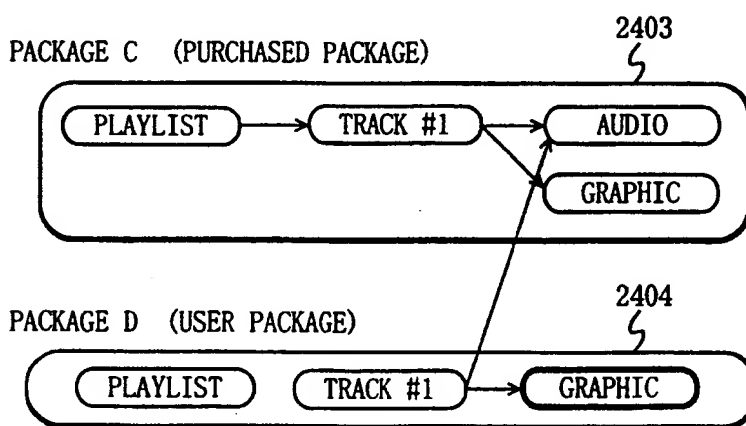 2403
PACKAGE C (PURCHASED PACKAGE)
PLAYLIST TRACK #1 AUDIO
GRAPHIC
2404
PACKAGE D (USER PACKAGE)
PLAYLIST TRACK #1 GRAPHIC